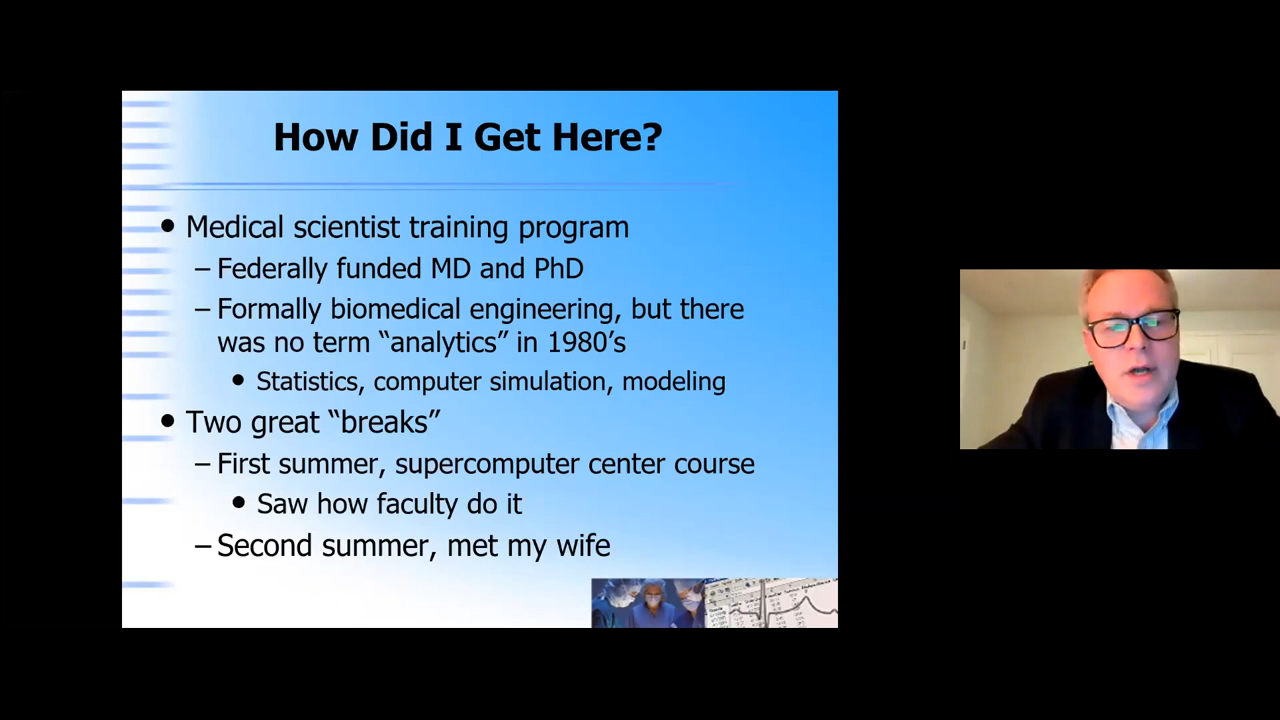 How Did I Get Here?
• Medical scientist training program
– Federally funded MD and PhD
– Formally biomedical engineering, but there
was no term “analytics” in 1980’s
• Statistics, computer simulation, modeling
• Two great “breaks”
– First summer, supercomputer center course
• Saw how faculty do it
– Second summer, met my wife